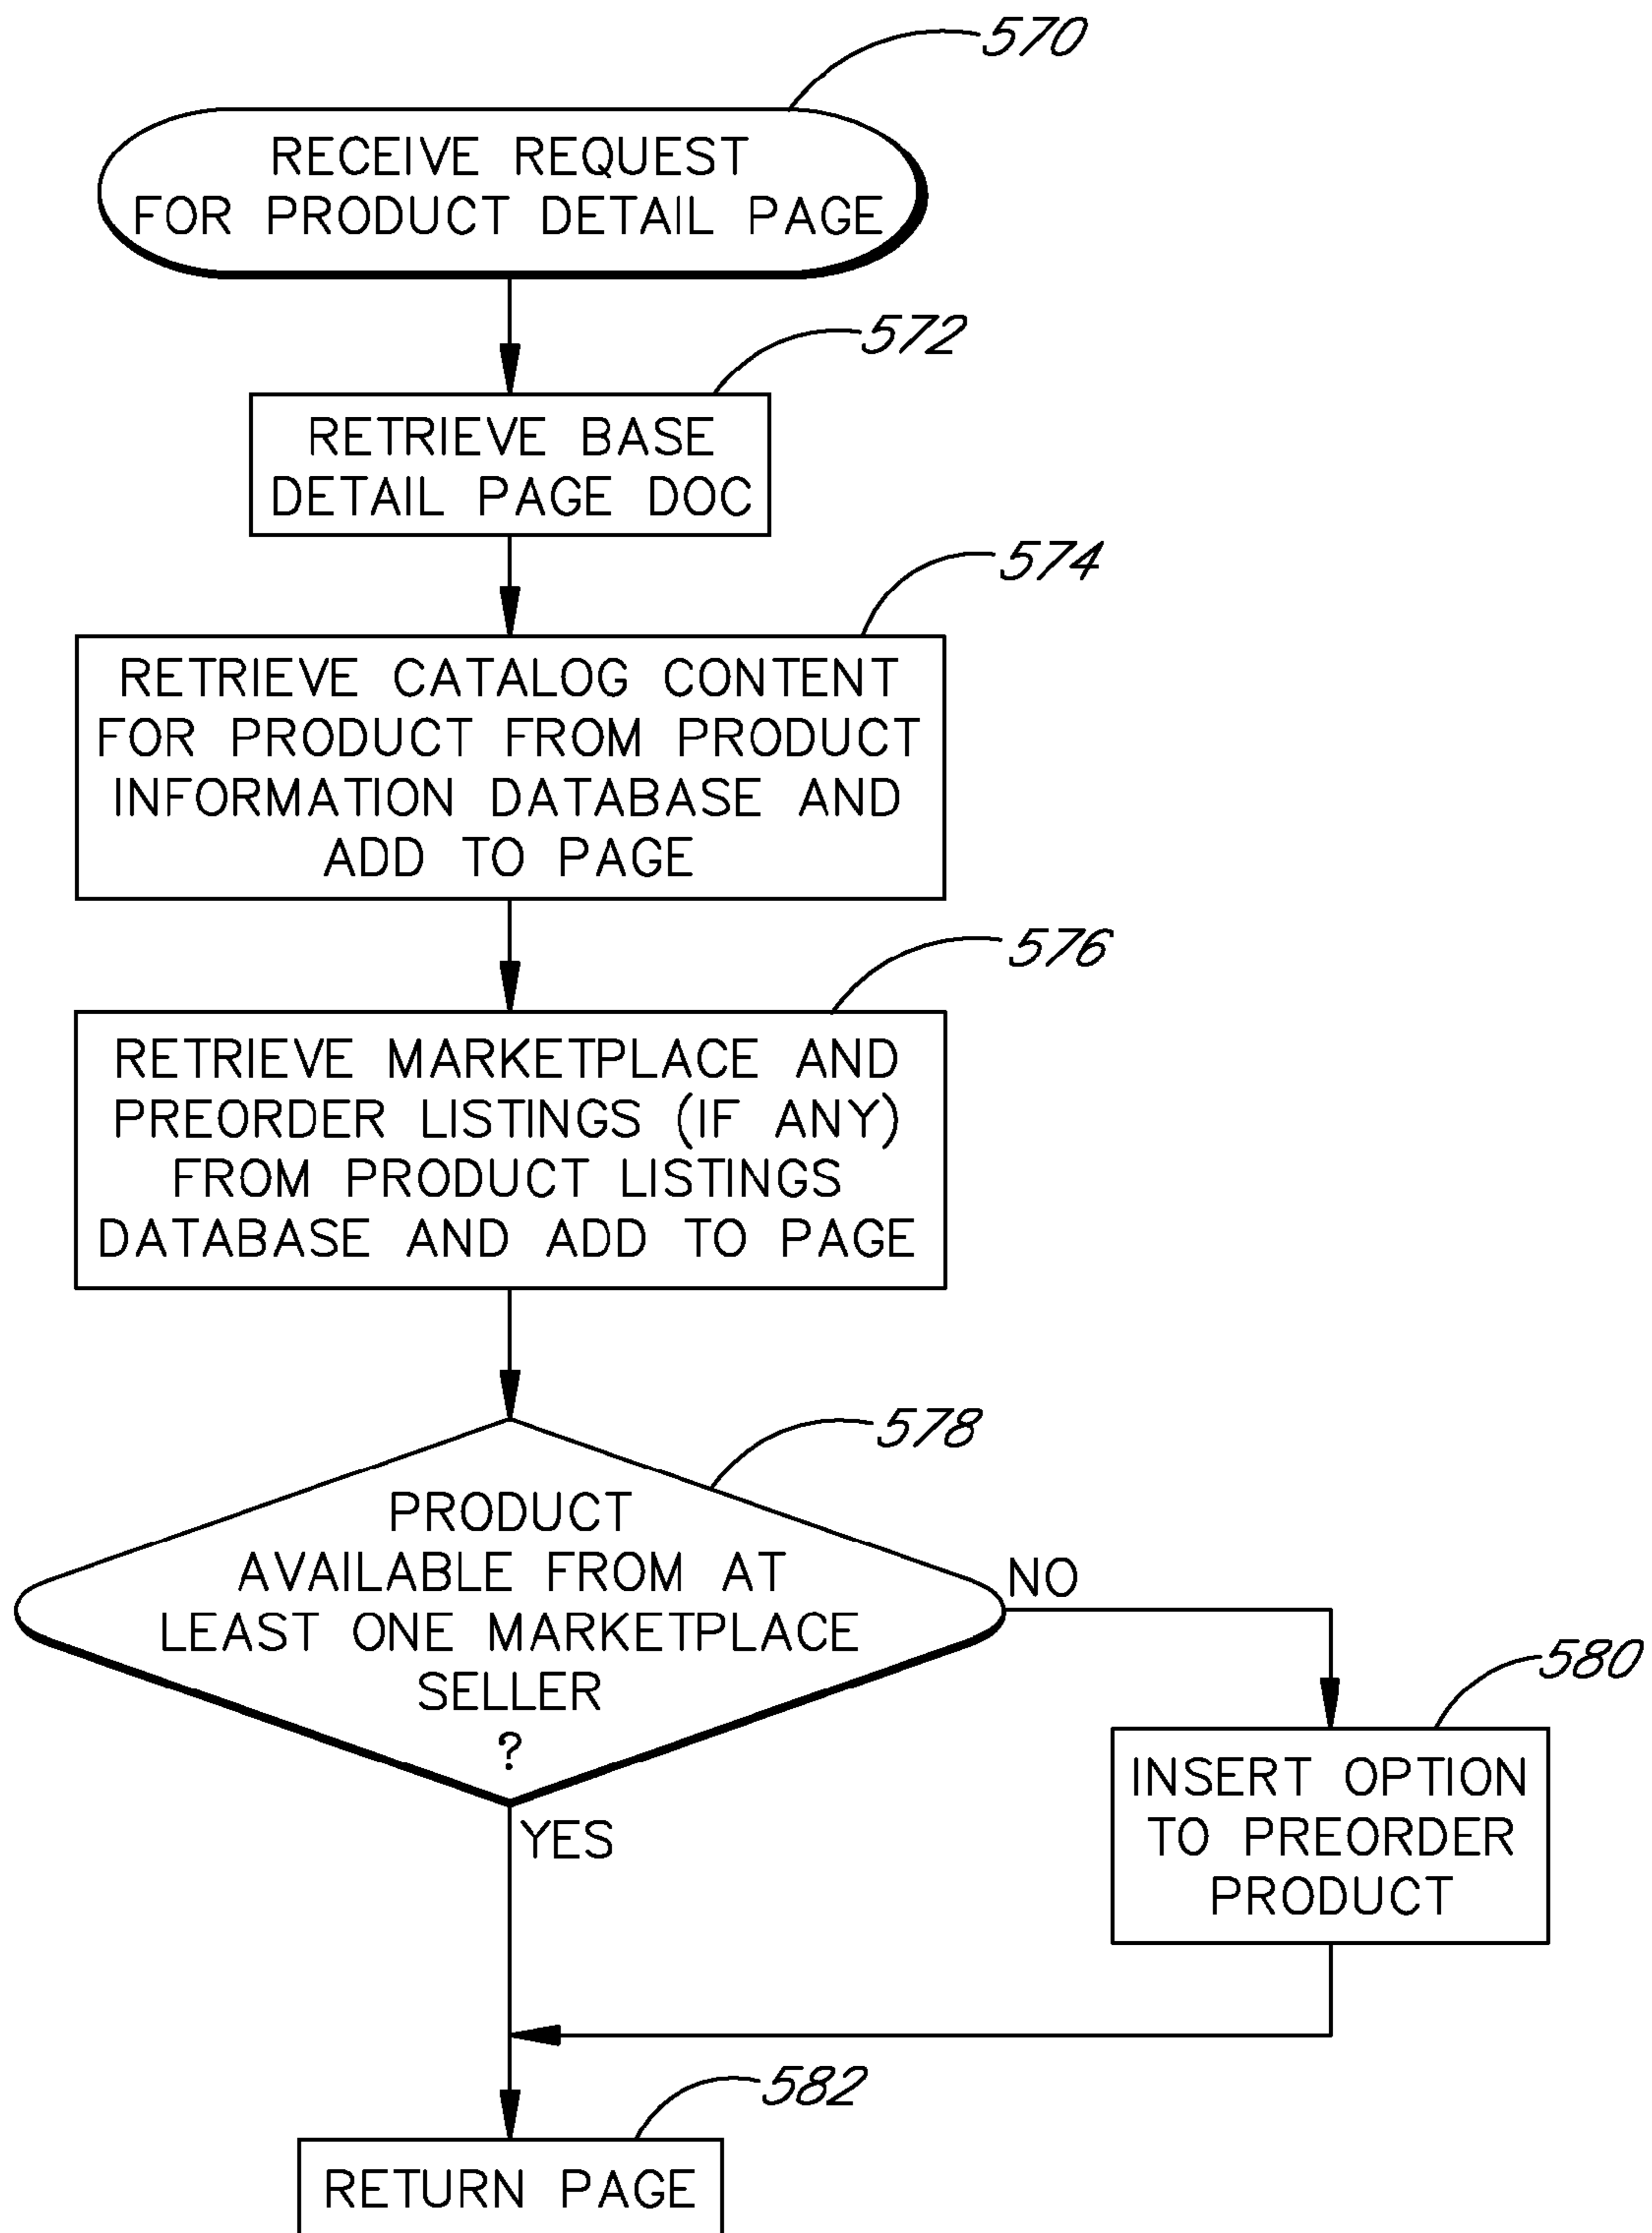 570
RECEIVE REQUEST
FOR PRODUCT DETAIL PAGE
572
RETRIEVE BASE
DETAIL PAGE DOC
574
RETRIEVE CATALOG CONTENT
FOR PRODUCT FROM PRODUCT
INFORMATION DATABASE AND
ADD TO PAGE
576
RETRIEVE MARKETPLACE AND
PREORDER LISTINGS (IF ANY)
FROM PRODUCT LISTINGS
DATABASE AND ADD TO PAGE
578
PRODUCT
AVAILABLE FROM AT
LEAST ONE MARKETPLACE
SELLER
?
NO
YES
580
INSERT OPTION
TO PREORDER
PRODUCT
582
RETURN PAGE